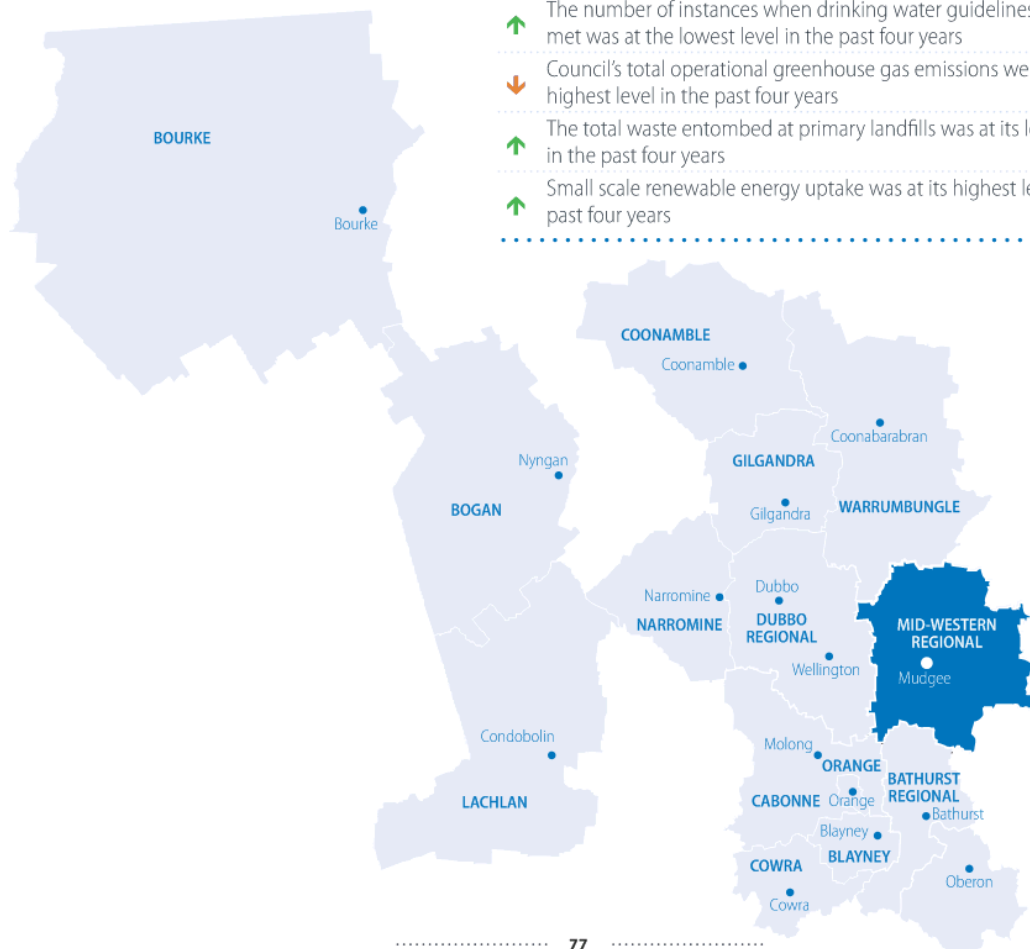 The number of instances when drinking water guidelines
met was at the lowest level in the past four years
Council's total operational greenhouse gas emissions we
highest level in the past four years
The total waste entombed at primary landfills was at its l
in the past four years
Small scale renewable energy uptake was at its highest le
past four years
BOURKE
Bourke
COONAMBLE
Coonamble
Coonabarabran
Nyngan
GILGANDRA
BOGAN
Gilgandra
WARRUMBUNGLE
Narromine
Dubbo
NARROMINE
DUBBO
REGIONAL
MID-WESTERN
REGIONAL
Wellington
Mudgee
Condobolin
Molong
ORANGE
BATHURST
REGIONAL
LACHLAN
CABONNE
Orange
Bathurst
Blayney
BLAYNEY
COWRA
Oberon
Cowra
77